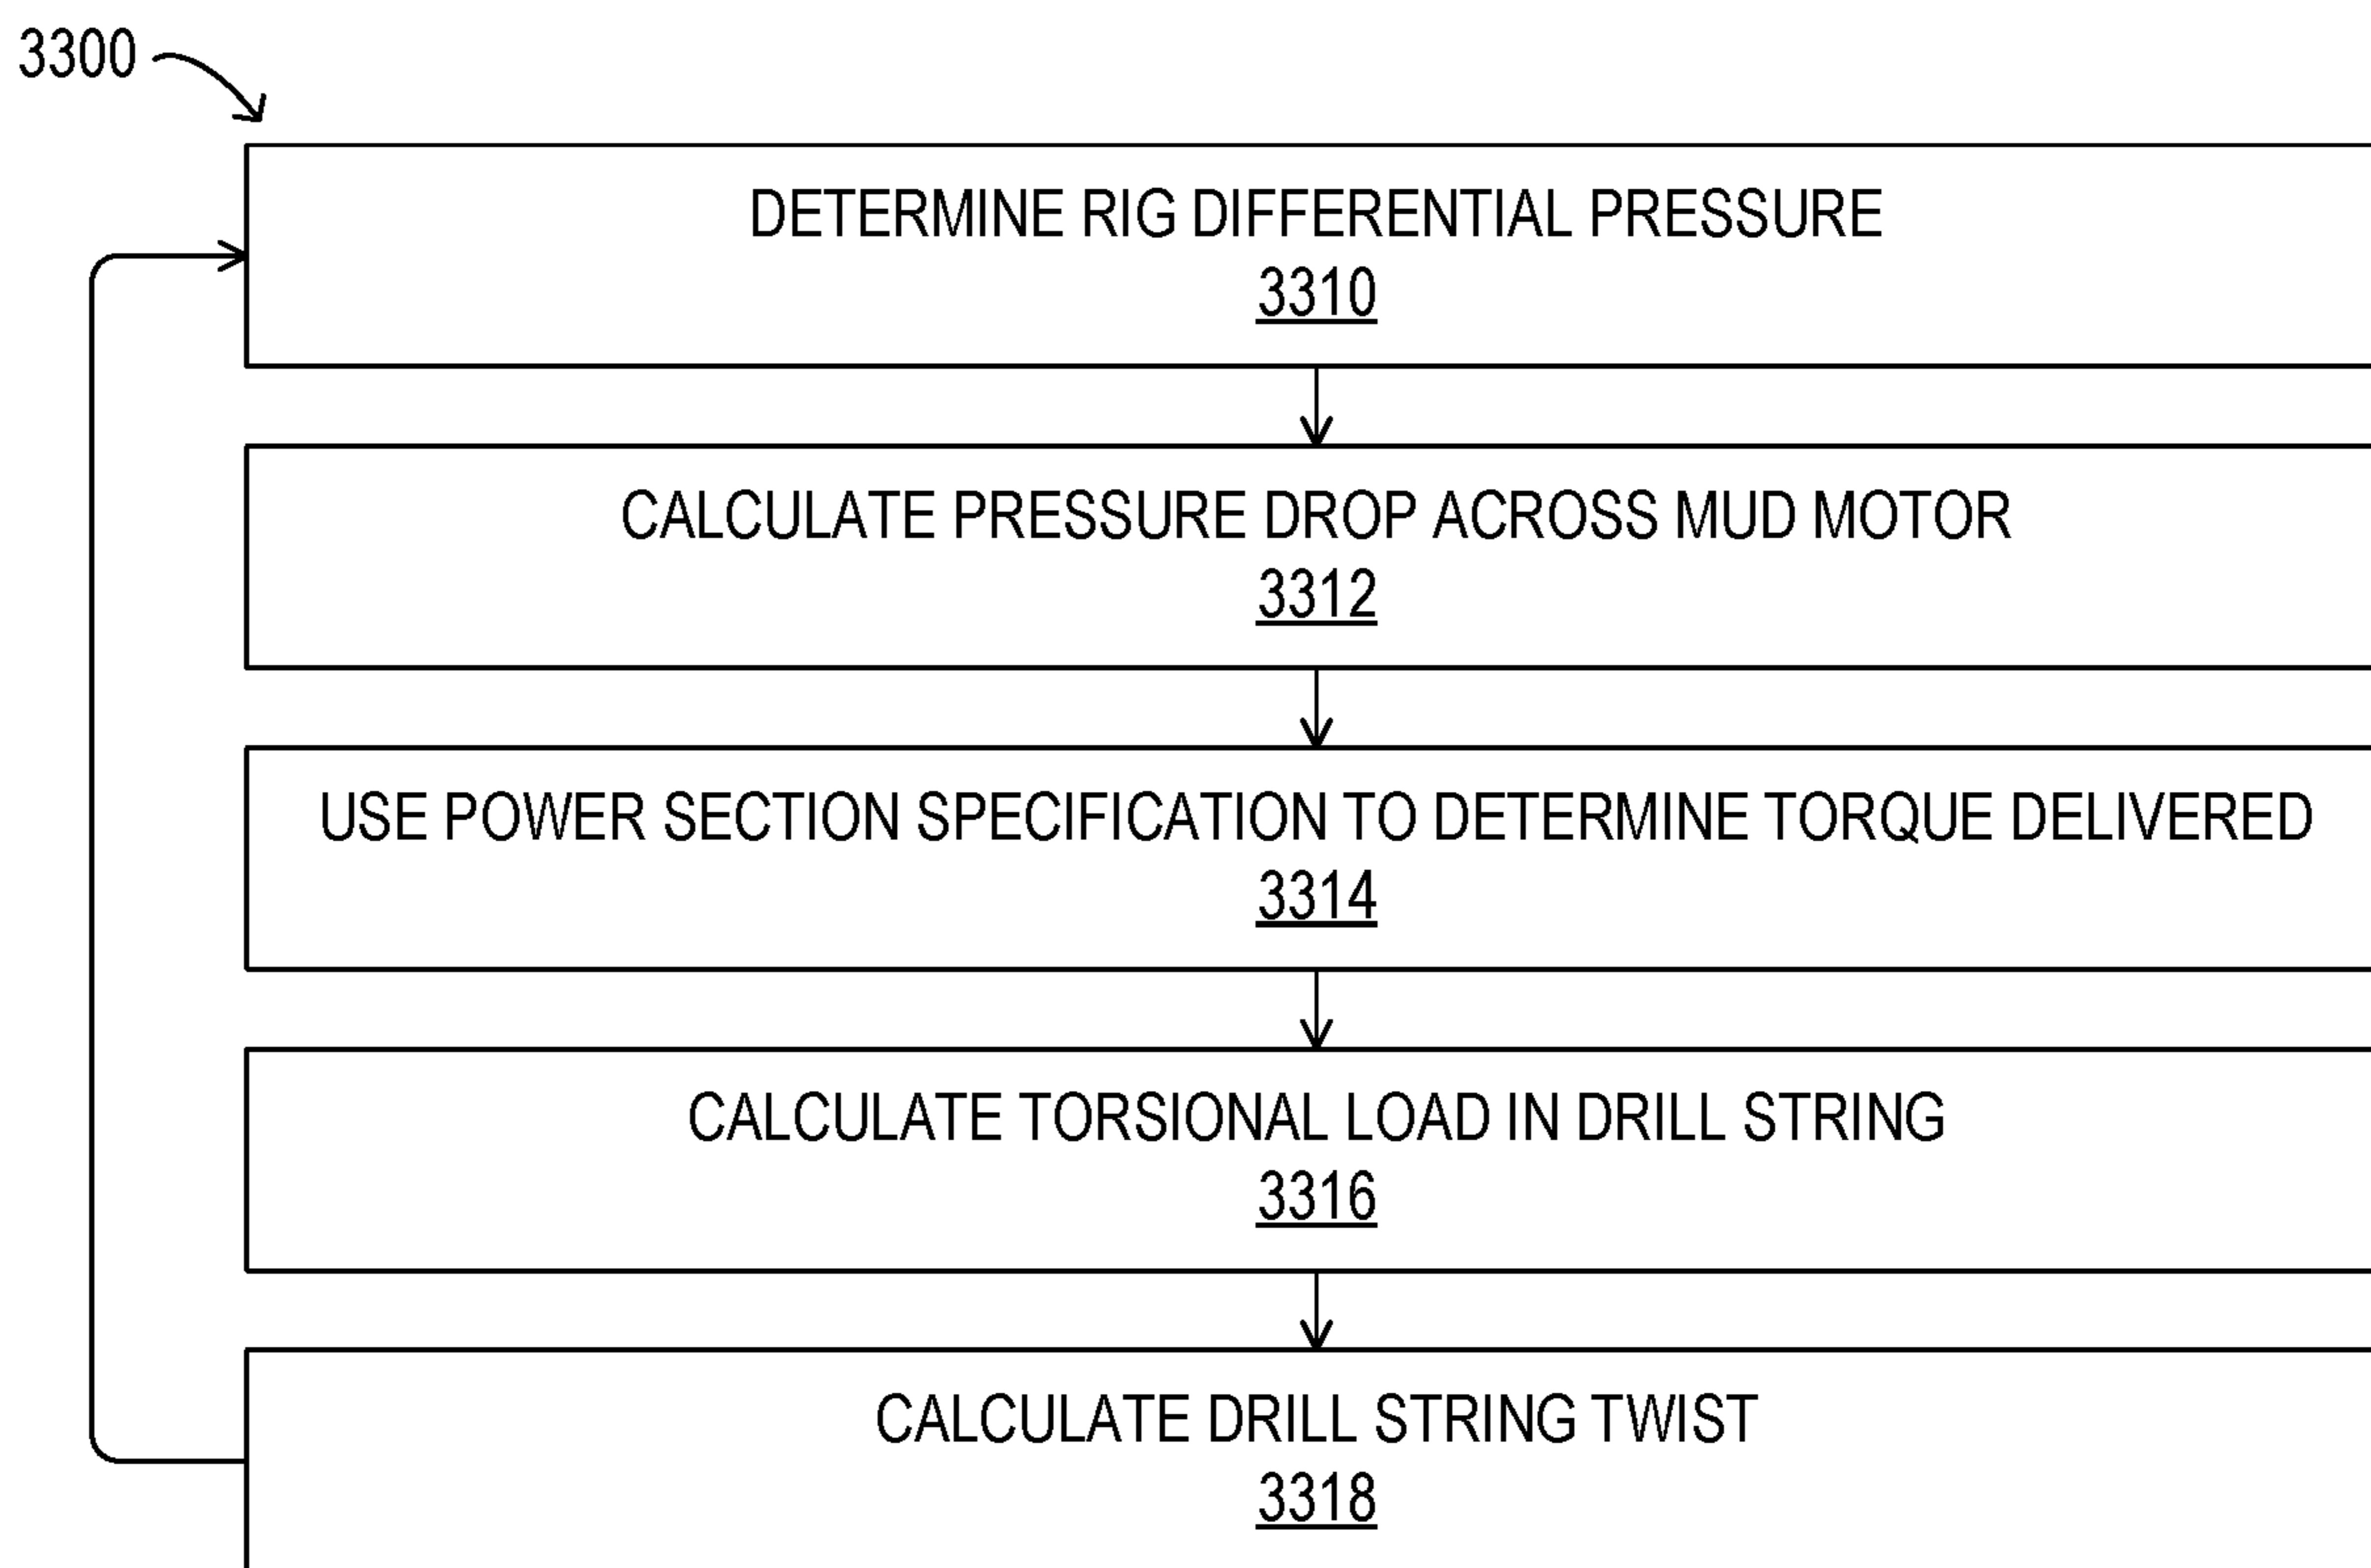 3300
DETERMINE RIG DIFFERENTIAL PRESSURE
3310
CALCULATE PRESSURE DROP ACROSS MUD MOTOR
3312
USE POWER SECTION SPECIFICATION TO DETERMINE TORQUE DELIVERED
3314
CALCULATE TORSIONAL LOAD IN DRILL STRING
3316
CALCULATE DRILL STRING TWIST
3318